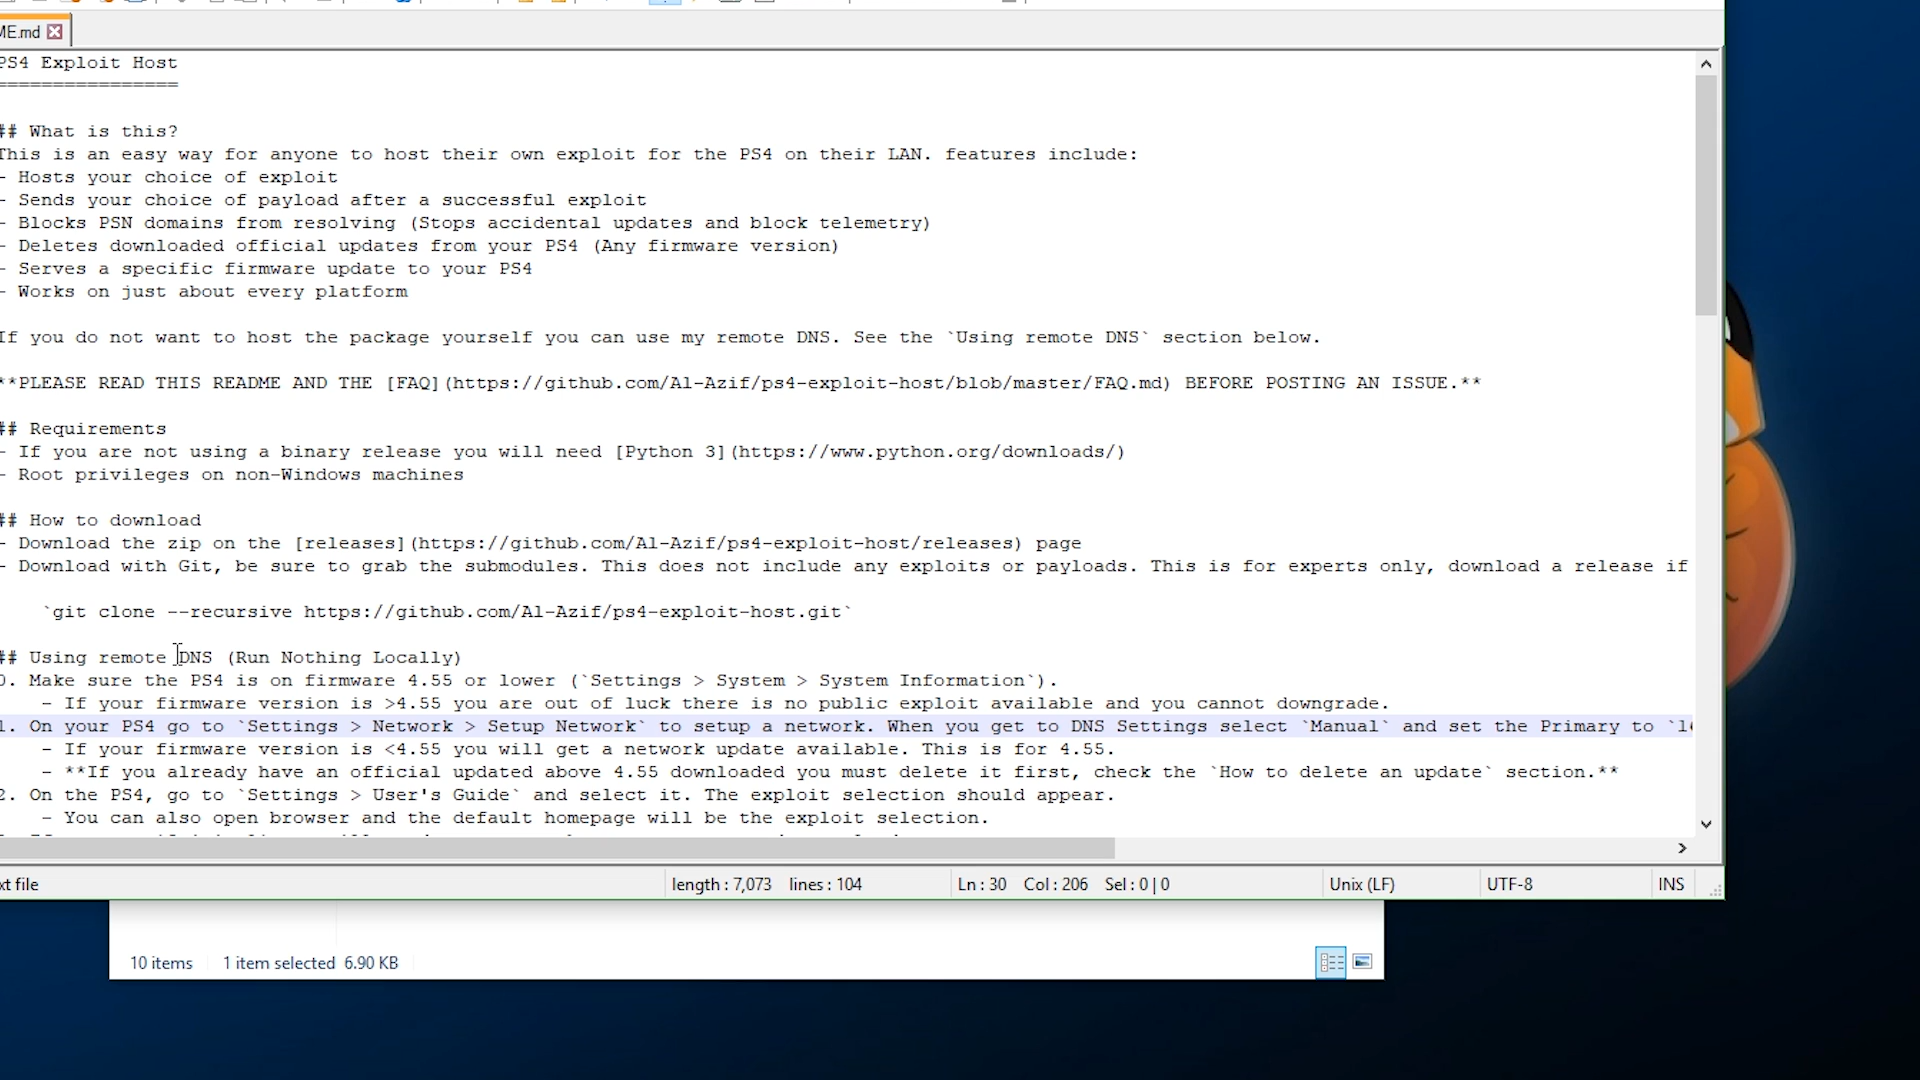 ME.md
PS4 Exploit Host
================
## What is this?
This is an easy way for anyone to host their own exploit for the PS4 on their LAN. features include:
- Hosts your choice of exploit
- Sends your choice of payload after a successful exploit
- Blocks PSN domains from resolving (Stops accidental updates and block telemetry)
- Deletes downloaded official updates from your PS4 (Any firmware version)
- Serves a specific firmware update to your PS4
- Works on just about every platform
If you do not want to host the package yourself you can use my remote DNS. See the `Using remote DNS` section below.
**PLEASE READ THIS README AND THE [FAQ](https://github.com/Al-Azif/ps4-exploit-host/blob/master/FAQ.md) BEFORE POSTING AN ISSUE.**
## Requirements
- If you are not using a binary release you will need [Python 3](https://www.python.org/downloads/)
- Root privileges on non-Windows machines
## How to download
- Download the zip on the [releases](https://github.com/Al-Azif/ps4-exploit-host/releases) page
- Download with Git, be sure to grab the submodules. This does not include any exploits or payloads. This is for experts only, download a release if
`git clone --recursive https://github.com/Al-Azif/ps4-exploit-host.git`
## Using remote DNS (Run Nothing Locally)
0. Make sure the PS4 is on firmware 4.55 or lower (`Settings > System > System Information`).
- If your firmware version is >4.55 you are out of luck there is no public exploit available and you cannot downgrade.
1. On your PS4 go to `Settings > Network > Setup Network` to setup a network. When you get to DNS Settings select `Manual` and set the Primary to
- If your firmware version is <4.55 you will get a network update available. This is for 4.55.
- **If you already have an official updated above 4.55 downloaded you must delete it first, check the `How to delete an update` section.**
2. On the PS4, go to `Settings > User's Guide` and select it. The exploit selection should appear.
- You can also open browser and the default homepage will be the exploit selection.
xt file length : 7,073 lines : 104 Ln : 30 Col : 206 Sel : 0 | 0 Unix (LF) UTF-8 INS
10 items 1 item selected 6.90 KB